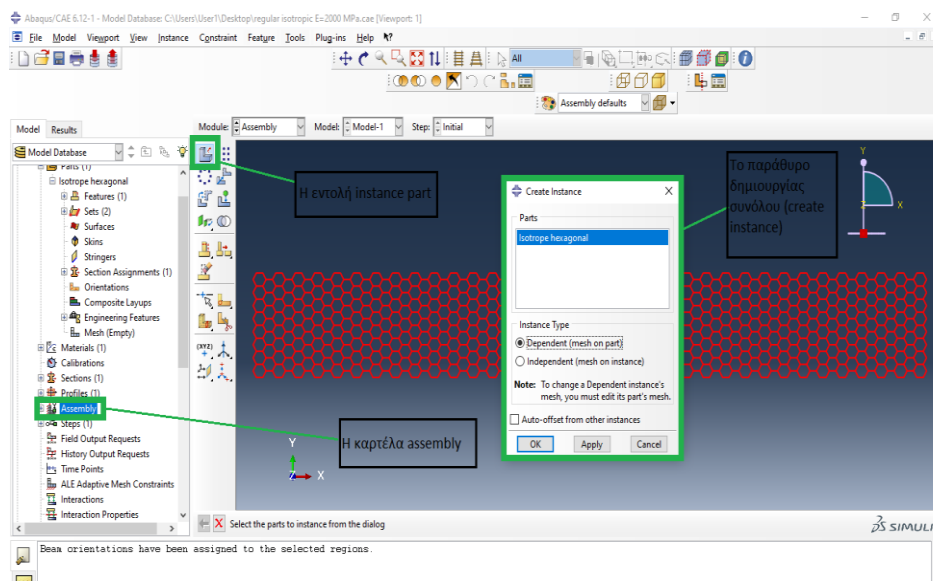 Abaqus/CAE 6.12-1 - Model Database: C:\Users\User1\Desktop\regular isotropic E=2000 MPa.cae [Viewport: 1]
File Model Viewport View Instance Constraint Feature Tools Plug-ins Help
All
Assembly defaults
Model Results
Module: Assembly Model: Model-1 Step: Initial
Model Database
Parts (1)
Isotrope hexagonal
Features (1)
Sets (2)
Surfaces
Skins
Stringers
Section Assignments (1)
Orientations
Composite Layups
Engineering Features
Mesh (Empty)
Materials (1)
Calibrations
Sections (1)
Profiles (1)
Assembly
Steps (1)
Field Output Requests
History Output Requests
Time Points
ALE Adaptive Mesh Constraints
Interactions
Interaction Properties
(XYZ)
Η εντολή instance part
Η καρτέλα assembly
Create Instance
Parts
Isotrope hexagonal
Instance Type
Dependent (mesh on part)
Independent (mesh on instance)
Note: To change a Dependent instance's
mesh, you must edit its part's mesh.
Auto-offset from other instances
OK Apply Cancel
Το παράθυρο
δημιουργίας
συνόλου (create
instance)
Y
X
Z
Y
X
Z
Select the parts to instance from the dialog
SIMULI
Beam orientations have been assigned to the selected regions.